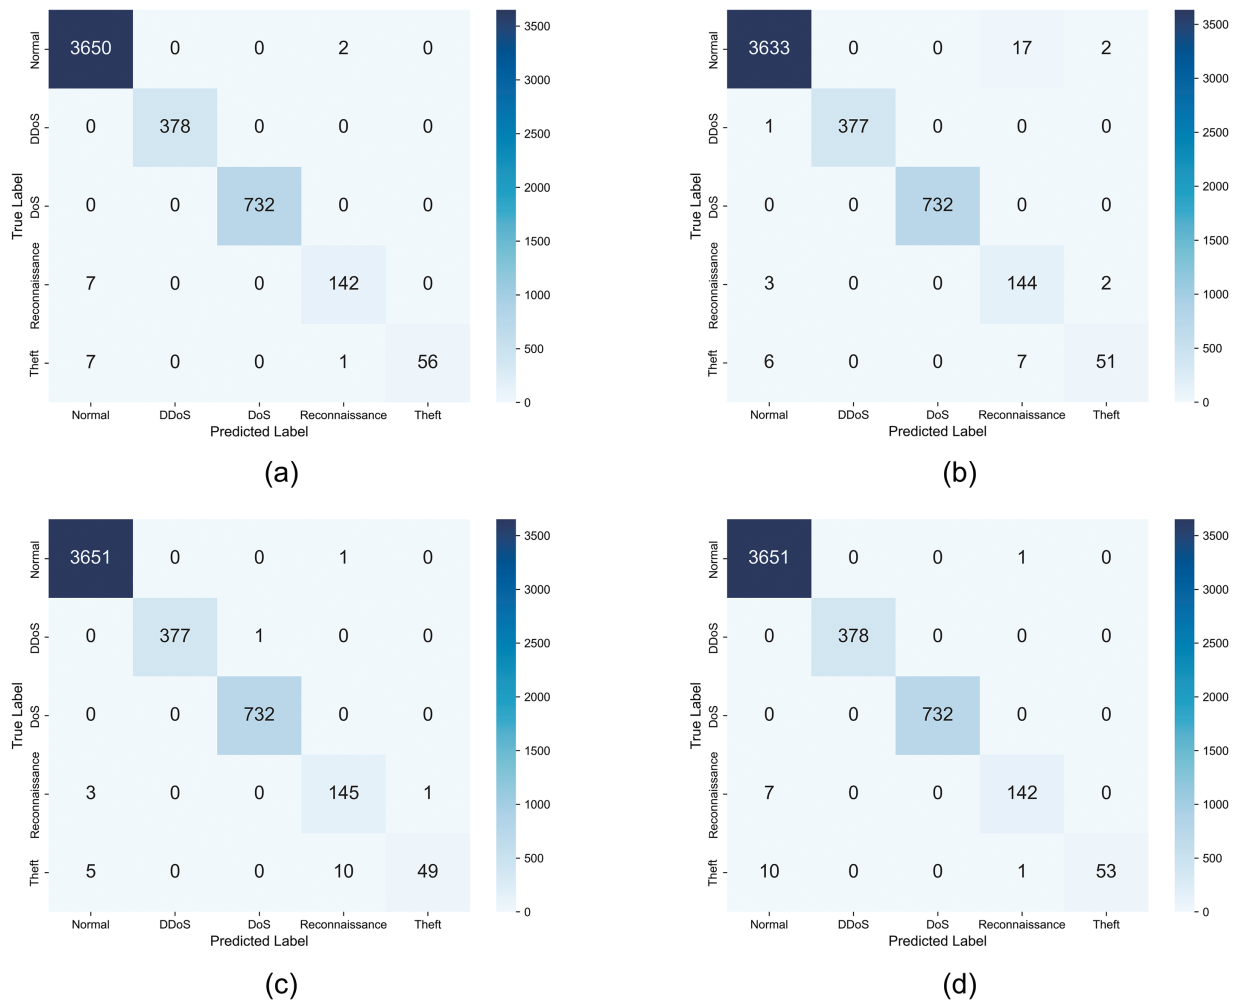 Normal 3650 0 0 2 0
DDoS 0 378 0 0 0
DoS 0 0 732 0 0
Reconnaissance 7 0 0 142 0
Theft 7 0 0 1 56
True Label
Normal DDoS DoS Reconnaissance Theft
Predicted Label
3500
3000
2500
2000
1500
1000
500
0
(a)
Normal 3633 0 0 17 2
DDoS 1 377 0 0 0
DoS 0 0 732 0 0
Reconnaissance 3 0 0 144 2
Theft 6 0 0 7 51
True Label
Normal DDoS DoS Reconnaissance Theft
Predicted Label
3500
3000
2500
2000
1500
1000
500
0
(b)
Normal 3651 0 0 1 0
DDoS 0 377 1 0 0
DoS 0 0 732 0 0
Reconnaissance 3 0 0 145 1
Theft 5 0 0 10 49
True Label
Normal DDoS DoS Reconnaissance Theft
Predicted Label
3500
3000
2500
2000
1500
1000
500
0
(c)
Normal 3651 0 0 1 0
DDoS 0 378 0 0 0
DoS 0 0 732 0 0
Reconnaissance 7 0 0 142 0
Theft 10 0 0 1 53
True Label
Normal DDoS DoS Reconnaissance Theft
Predicted Label
3500
3000
2500
2000
1500
1000
500
0
(d)